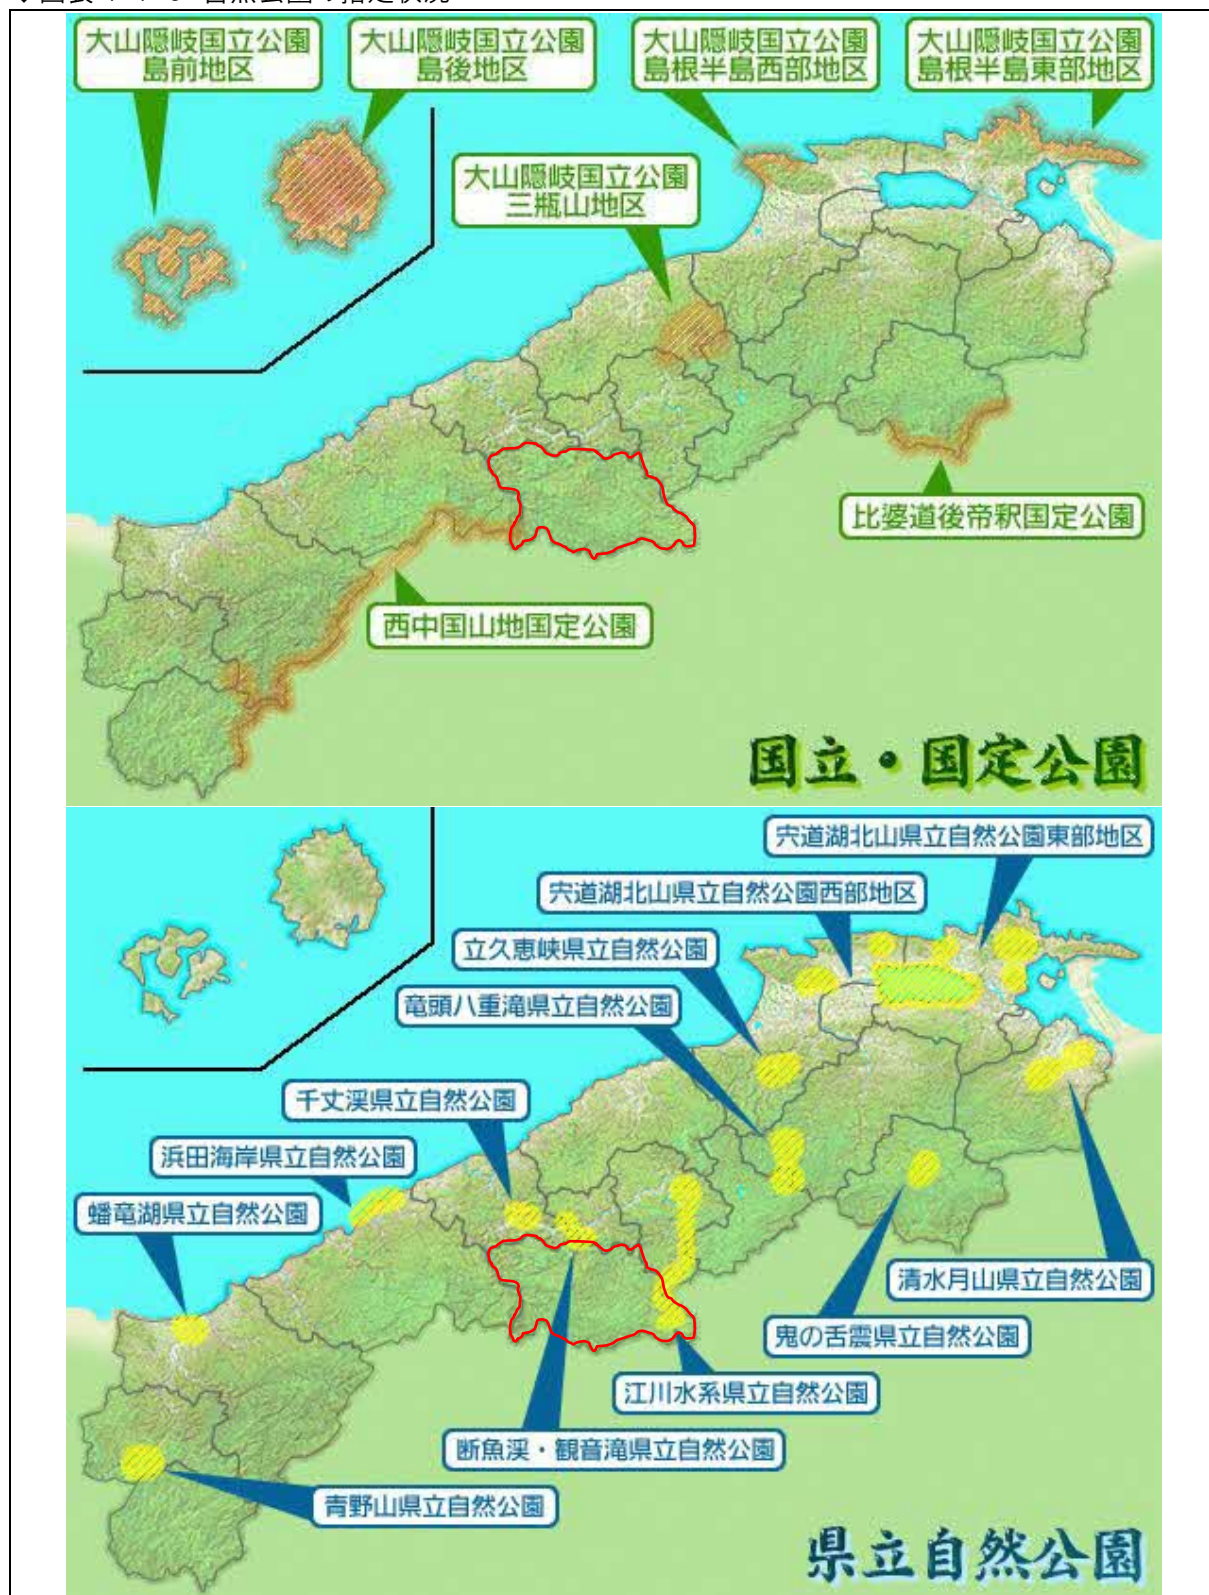 大山隠岐国立公園
島前地区
大山隠岐国立公園
島後地区
大山隠岐国立公園
島根半島西部地区
大山隠岐国立公園
島根半島東部地区
大山隠岐国立公園
三瓶山地区
比婆道後帝釈国定公園
西中国山地国定公園
国立・国定公園
宍道湖北山県立自然公園東部地区
宍道湖北山県立自然公園西部地区
立久恵峡県立自然公園
竜頭八重滝県立自然公園
千丈渓県立自然公園
浜田海岸県立自然公園
蟠竜湖県立自然公園
清水月山県立自然公園
鬼の舌震県立自然公園
江川水系県立自然公園
断魚渓・観音滝県立自然公園
青野山県立自然公園
県立自然公園